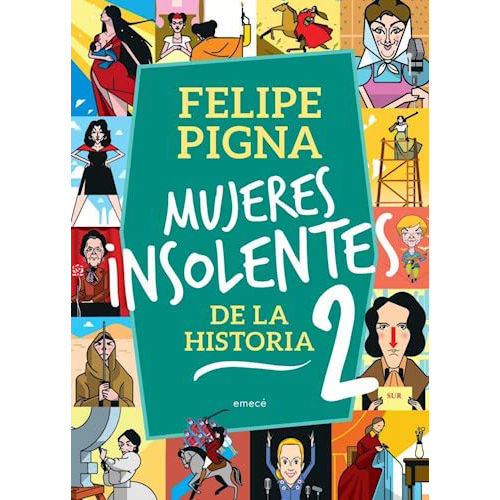 FELIPE
PIGNA
MUJERES
iNSOLENTES
DE LA
HISTORIA
2
emecé
SUR